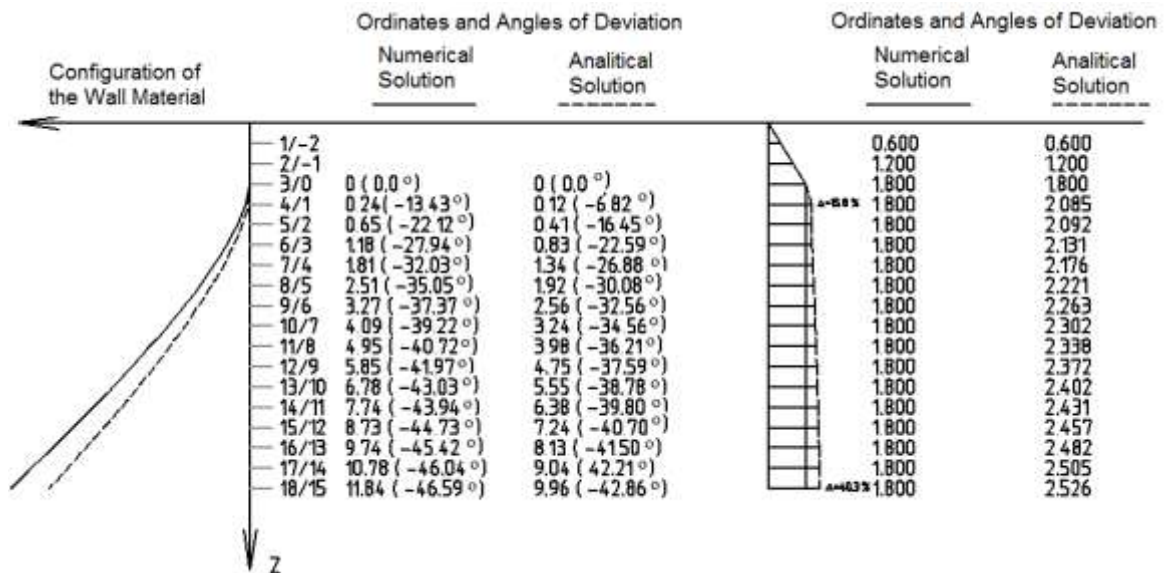 Ordinates and Angles of Deviation Ordinates and Angles of Deviation
Configuration of the Wall Material
Numerical Solution Analitical Solution Numerical Solution Analitical Solution
1/-2 0.600 0.600
2/-1 1.200 1.200
3/0 0 ( 0.0 °) 0 ( 0.0 °) 1.800 1.800
4/1 0.24 ( -13.43°) 0.12 ( -6.82 °) 1.800 2.085
5/2 0.65 ( -22.12°) 0.41 ( -16.45 °) 1.800 2.092
6/3 1.18 ( -27.94°) 0.83 ( -22.59°) 1.800 2.131
7/4 1.81 ( -32.03°) 1.34 ( -26.88 °) 1.800 2.176
8/5 2.51 ( -35.05°) 1.92 ( -30.08°) 1.800 2.221
9/6 3.27 ( -37.37°) 2.56 ( -32.56°) 1.800 2.263
10/7 4.09 ( -39.22°) 3.24 ( -34.56°) 1.800 2.302
11/8 4.95 ( -40.72°) 3.98 ( -36.21°) 1.800 2.338
12/9 5.85 ( -41.97°) 4.75 ( -37.59°) 1.800 2.372
13/10 6.78 ( -43.03°) 5.55 ( -38.78 °) 1.800 2.402
14/11 7.74 ( -43.94°) 6.38 ( -39.80 °) 1.800 2.431
15/12 8.73 ( -44.73°) 7.24 ( -40.70 °) 1.800 2.457
16/13 9.74 ( -45.42°) 8.13 ( -41.50 °) 1.800 2.482
17/14 10.78 ( -46.04°) 9.04 ( 42.21°) 1.800 2.505
18/15 11.84 ( -46.59°) 9.96 ( -42.86°) Δ=40.3% 1.800 2.526
Z